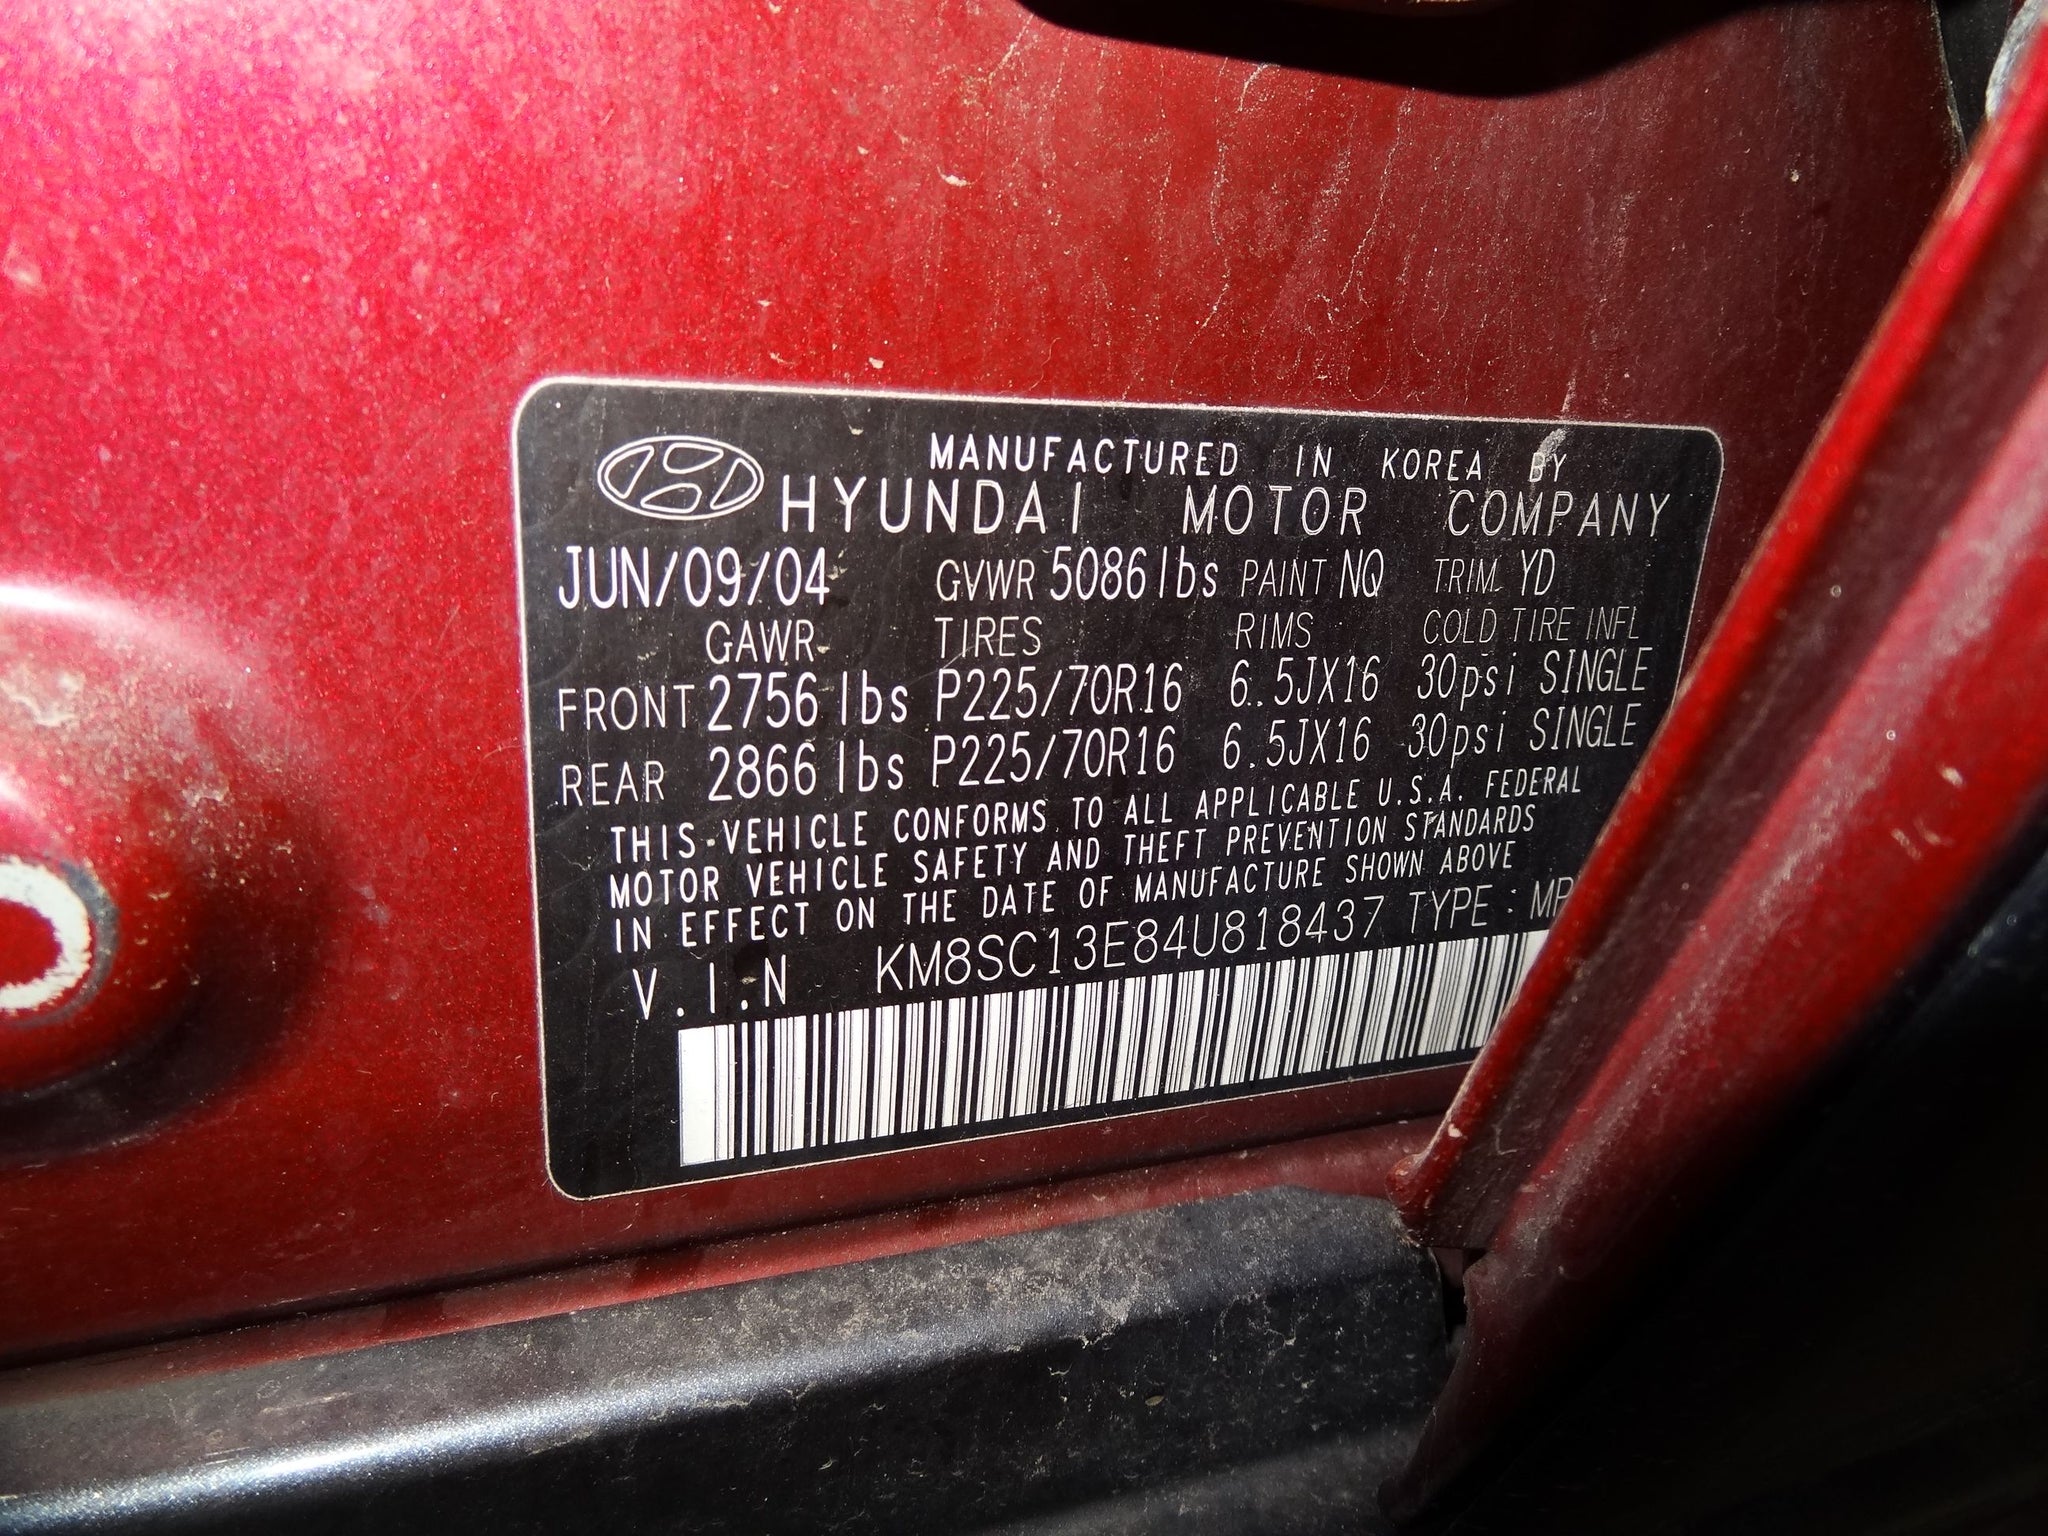 MANUFACTURED IN KOREA BY
HYUNDAI MOTOR COMPANY
JUN/09/04 GVWR 5086lbs PAINT NQ TRIM YD
GAWR TIRES RIMS COLD TIRE INFL
FRONT 2756lbs P225/70R16 6.5JX16 30psi SINGLE
REAR 2866lbs P225/70R16 6.5JX16 30psi SINGLE
THIS VEHICLE CONFORMS TO ALL APPLICABLE U.S.A. FEDERAL
MOTOR VEHICLE SAFETY AND THEFT PREVENTION STANDARDS
IN EFFECT ON THE DATE OF MANUFACTURE SHOWN ABOVE
V.I.N KM8SC13E84U818437 TYPE: